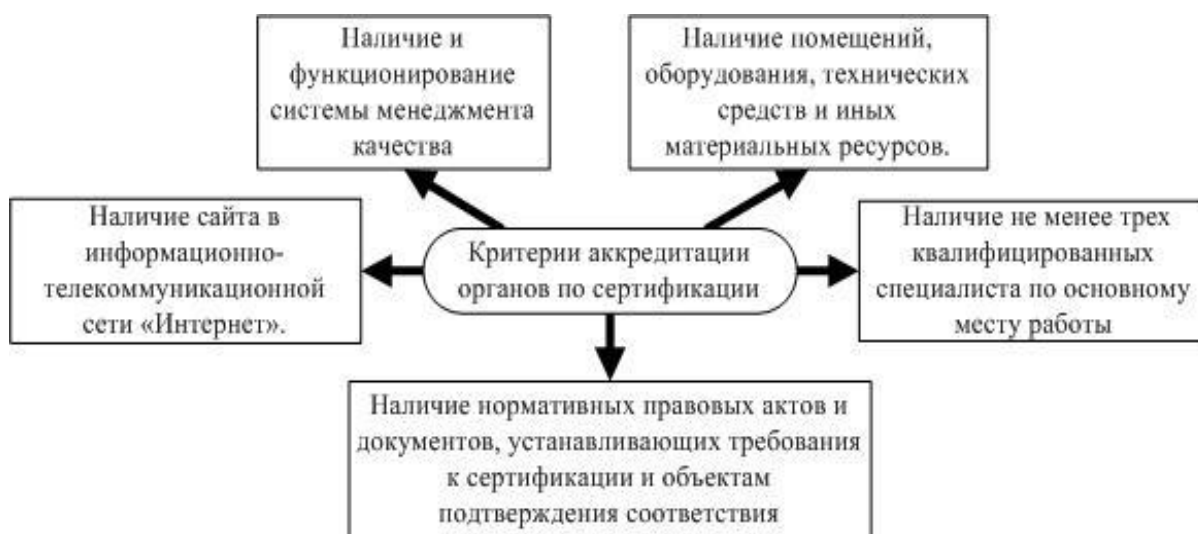 Наличие и
функционирование
системы менеджмента
качества
Наличие помещений,
оборудования, технических
средств и иных
материальных ресурсов.
Наличие сайта в
информационно-
телекоммуникационной
сети «Интернет».
Критерии аккредитации
органов по сертификации
Наличие не менее трех
квалифицированных
специалиста по основному
месту работы
Наличие нормативных правовых актов и
документов, устанавливающих требования
к сертификации и объектам
подтверждения соответствия